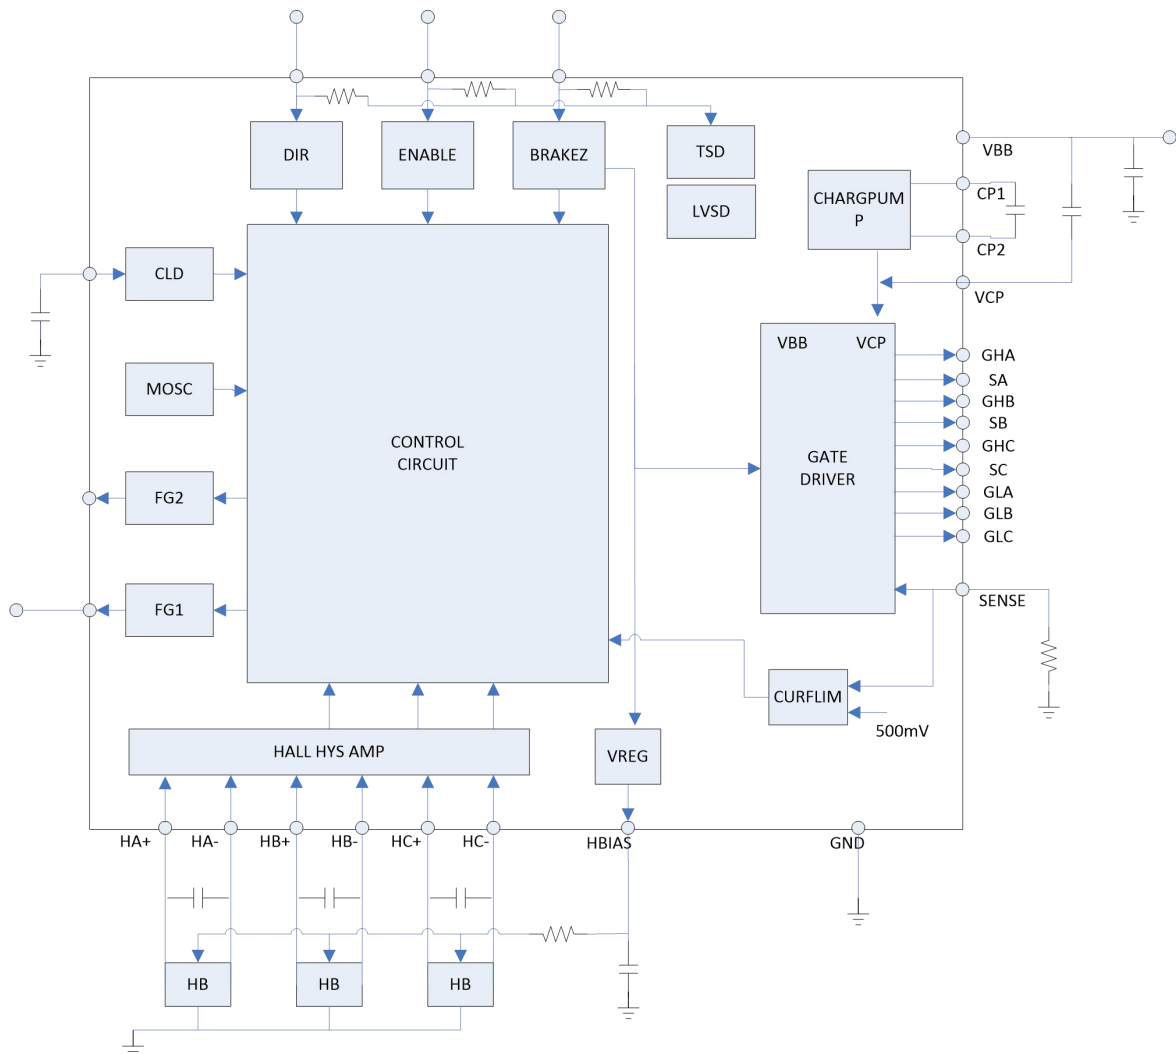 DIR
ENABLE
BRAKEZ
TSD
LVSD
VBB
CHARGPUM
P
CP1
CP2
VCP
CLD
MOSC
FG2
FG1
CONTROL
CIRCUIT
VBB
VCP
GATE
DRIVER
GHA
SA
GHB
SB
GHC
SC
GLA
GLB
GLC
SENSE
CURFLIM
500mV
HALL HYS AMP
VREG
HA+
HA-
HB+
HB-
HC+
HC-
HBIAS
GND
HB
HB
HB